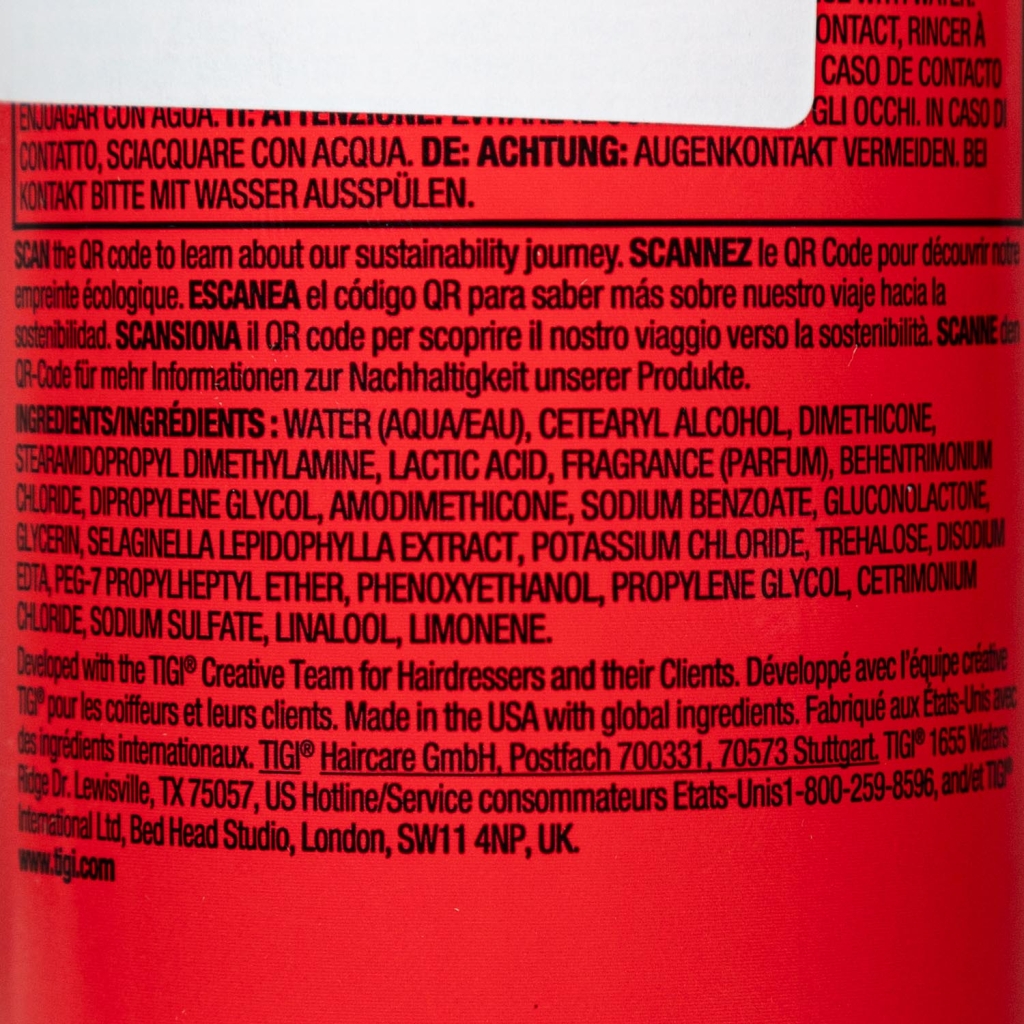 ONTACT, RINCER À
CASO DE CONTACTO
ENJUAGAR CON AGUA. IT: ATTENZIONE: GLI OCCHI. IN CASO DI
CONTATTO, SCIACQUARE CON ACQUA. DE: ACHTUNG: AUGENKONTAKT VERMEIDEN. BEI
KONTAKT BITTE MIT WASSER AUSSPÜLEN.
SCAN the QR code to learn about our sustainability journey. SCANNEZ le QR Code pour découvrir notre
empreinte écologique. ESCANEA el código QR para saber más sobre nuestro viaje hacia la
sostenibilidad. SCANSIONA il QR code per scoprire il nostro viaggio verso la sostenibilità. SCANNE den
QR-Code für mehr Informationen zur Nachhaltigkeit unserer Produkte.
INGREDIENTS/INGRÉDIENTS : WATER (AQUA/EAU), CETEARYL ALCOHOL, DIMETHICONE,
STEARAMIDOPROPYL DIMETHYLAMINE, LACTIC ACID, FRAGRANCE (PARFUM), BEHENTRIMONIUM
CHLORIDE, DIPROPYLENE GLYCOL, AMODIMETHICONE, SODIUM BENZOATE, GLUCONOLACTONE,
GLYCERIN, SELAGINELLA LEPIDOPHYLLA EXTRACT, POTASSIUM CHLORIDE, TREHALOSE, DISODIUM
EDTA, PEG-7 PROPYLHEPTYL ETHER, PHENOXYETHANOL, PROPYLENE GLYCOL, CETRIMONIUM
CHLORIDE, SODIUM SULFATE, LINALOOL, LIMONENE.
Developed with the TIGI® Creative Team for Hairdressers and their Clients. Développé avec l'équipe créative
TIGI® pour les coiffeurs et leurs clients. Made in the USA with global ingredients. Fabriqué aux États-Unis avec
des ingrédients internationaux. TIGI® Haircare GmbH, Postfach 700331, 70573 Stuttgart. TIGI® 1655 Waters
Ridge Dr. Lewisville, TX 75057, US Hotline/Service consommateurs Etats-Unis1-800-259-8596, and/et TIGI®
International Ltd, Bed Head Studio, London, SW11 4NP, UK.
www.tigi.com